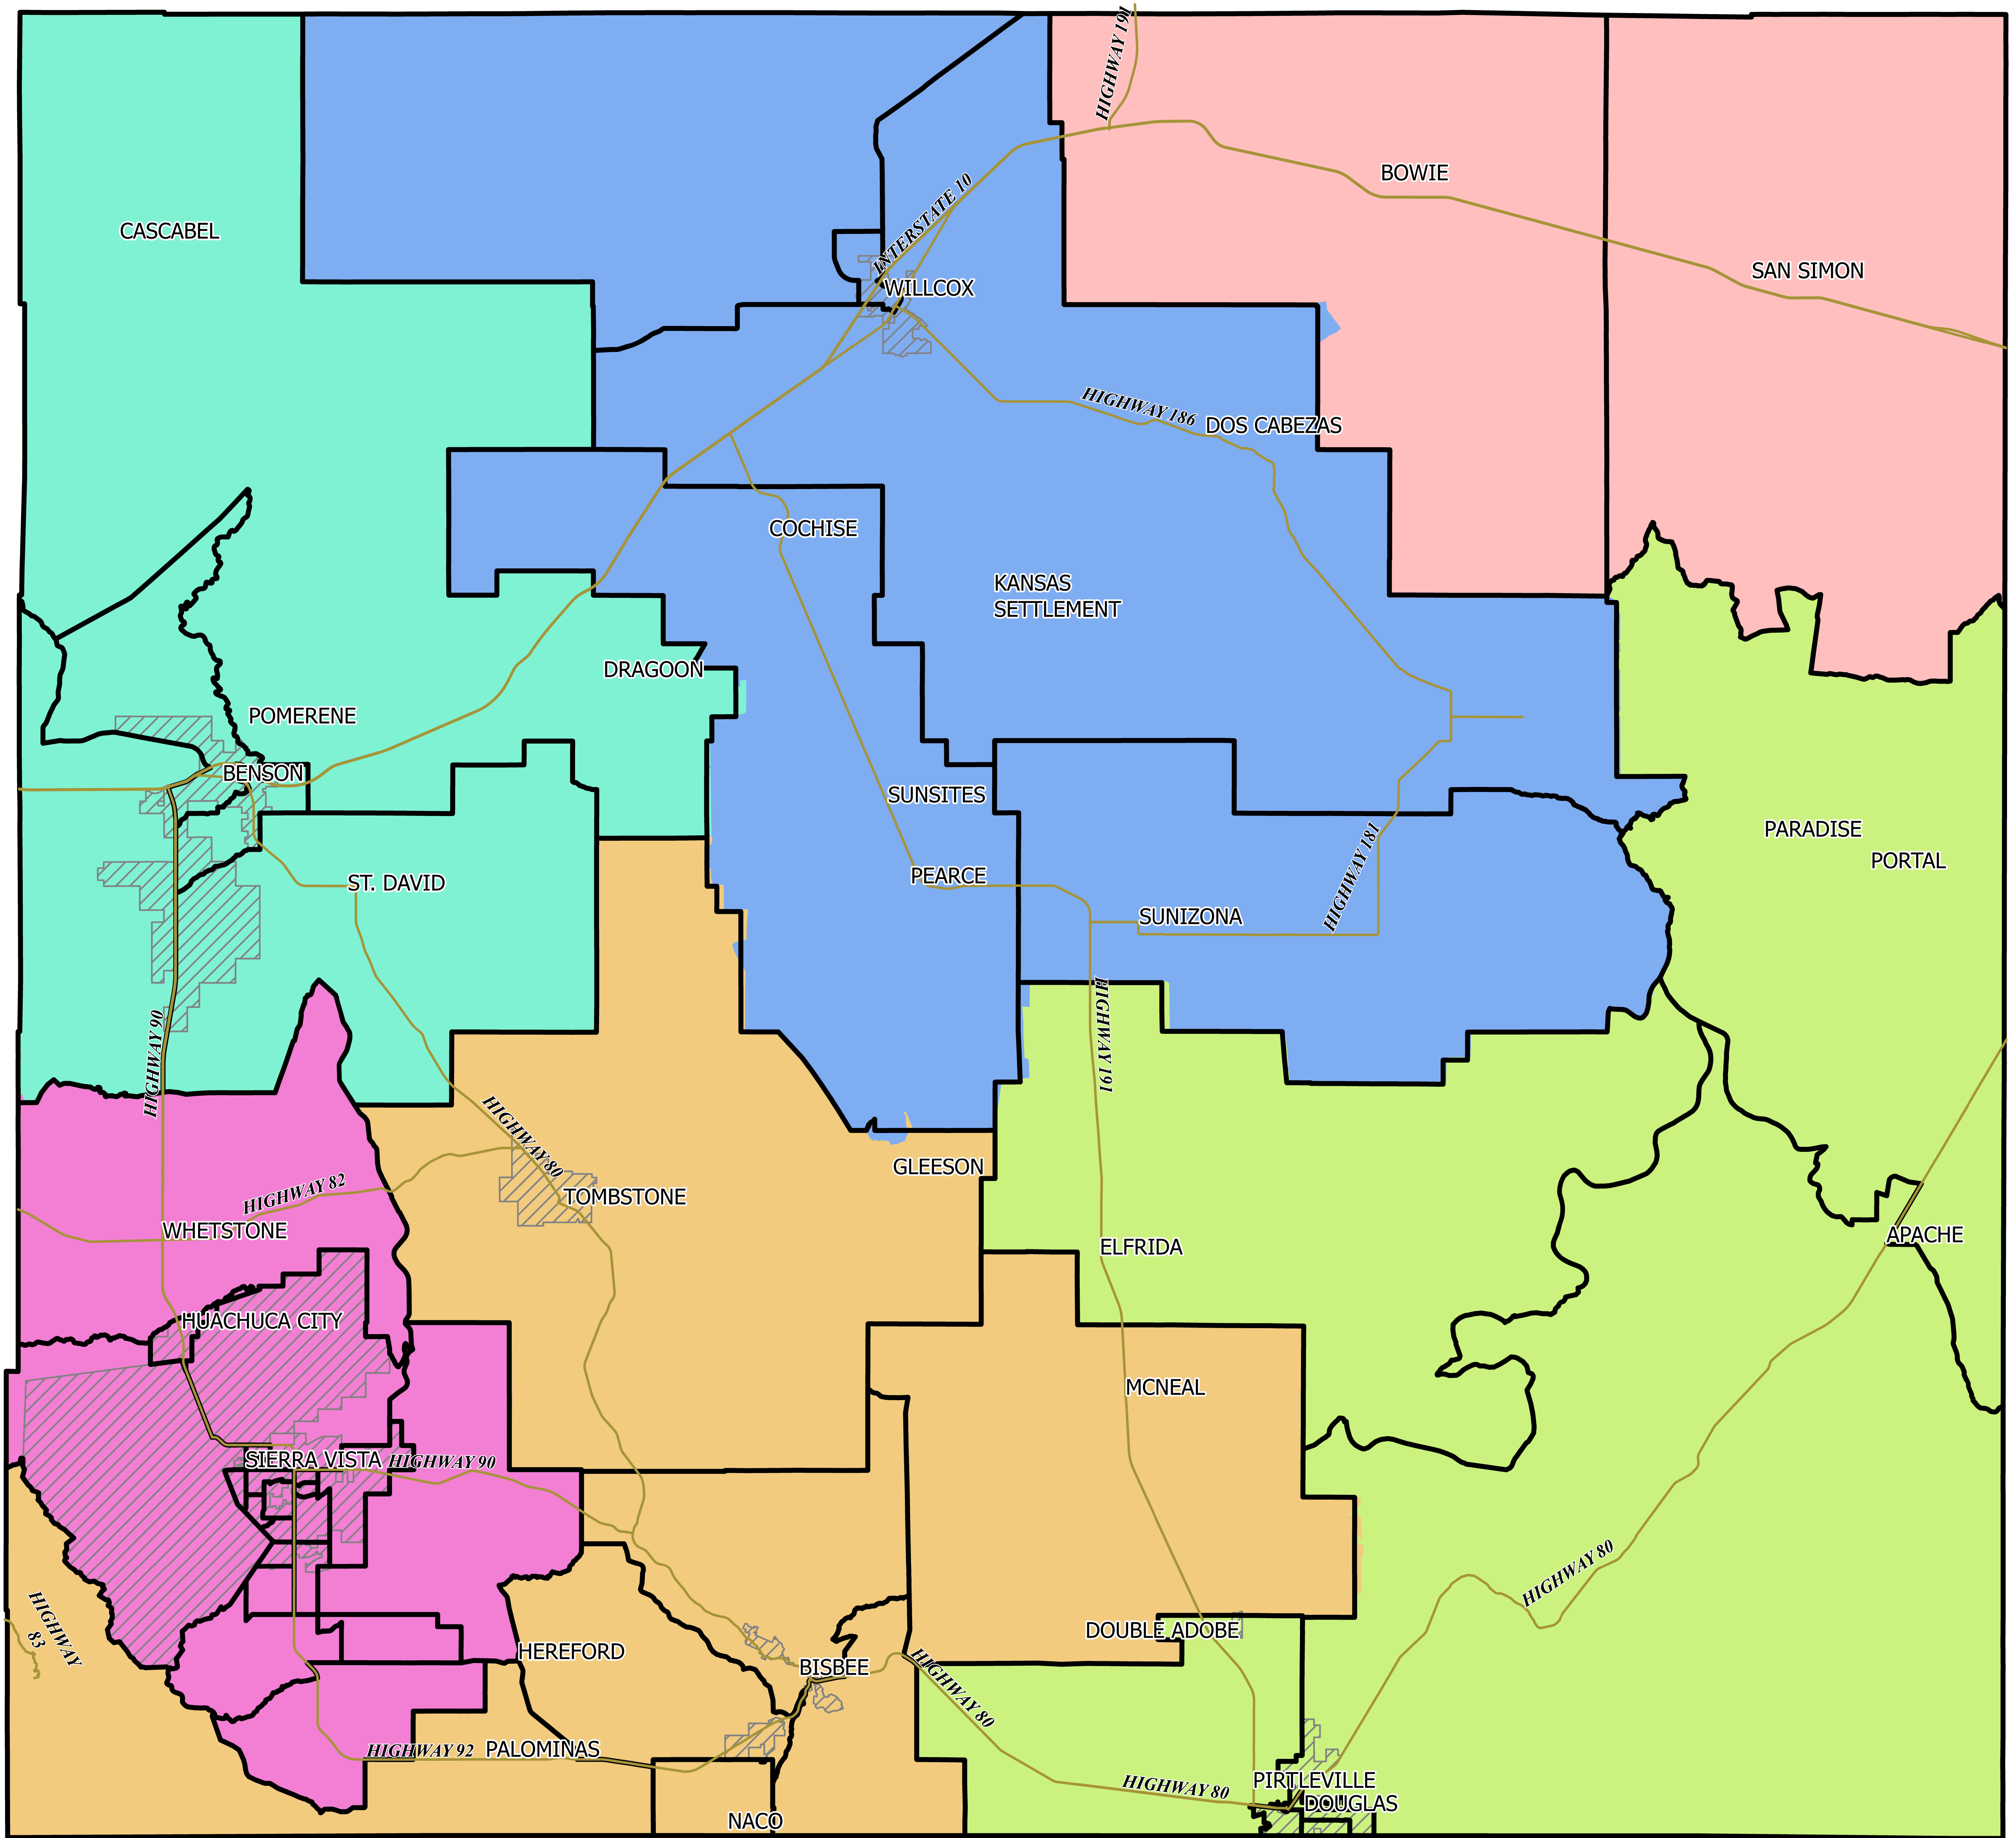 HIGHWAY 191
BOWIE
CASCABEL
INTERSTATE 10
SAN SIMON
WILLCOX
HIGHWAY 186
DOS CABEZAS
COCHISE
KANSAS
SETTLEMENT
DRAGOON
POMERENE
BENSON
SUNSITES
PARADISE
PORTAL
HIGHWAY 181
PEARCE
ST. DAVID
SUNIZONA
HIGHWAY 191
HIGHWAY 90
HIGHWAY 80
GLEESON
HIGHWAY 82
TOMBSTONE
WHETSTONE
APACHE
ELFRIDA
HUACHUCA CITY
MCNEAL
SIERRA VISTA
HIGHWAY 90
HIGHWAY 80
HIGHWAY
83
DOUBLE ADOBE
HEREFORD
BISBEE
HIGHWAY 80
HIGHWAY 92
PALOMINAS
HIGHWAY 80
PIRTLEVILLE
DOUGLAS
NACO